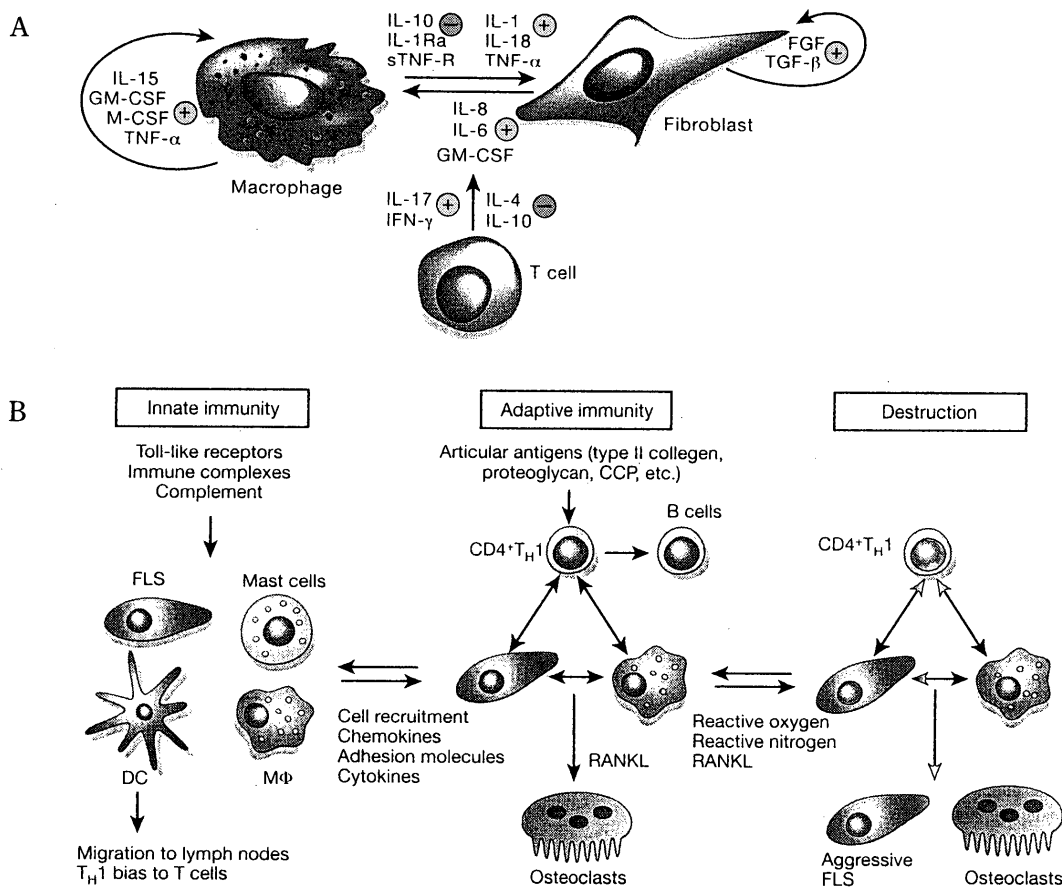 A
IL-10 −
IL-1Ra
sTNF-R
IL-1 +
IL-18
TNF-α
FGF +
TGF-β
IL-15
GM-CSF
M-CSF +
TNF-α
Macrophage
IL-8
IL-6 +
GM-CSF
Fibroblast
IL-17 +
IFN-γ
IL-4 −
IL-10
T cell
B
Innate immunity
Toll-like receptors
Immune complexes
Complement
FLS
Mast cells
DC
MΦ
Migration to lymph nodes
TH1 bias to T cells
Cell recruitment
Chemokines
Adhesion molecules
Cytokines
Adaptive immunity
Articular antigens (type II collegen,
proteoglycan, CCP, etc.)
B cells
CD4+TH1
RANKL
Osteoclasts
Reactive oxygen
Reactive nitrogen
RANKL
Destruction
CD4+TH1
Aggressive
FLS
Osteoclasts